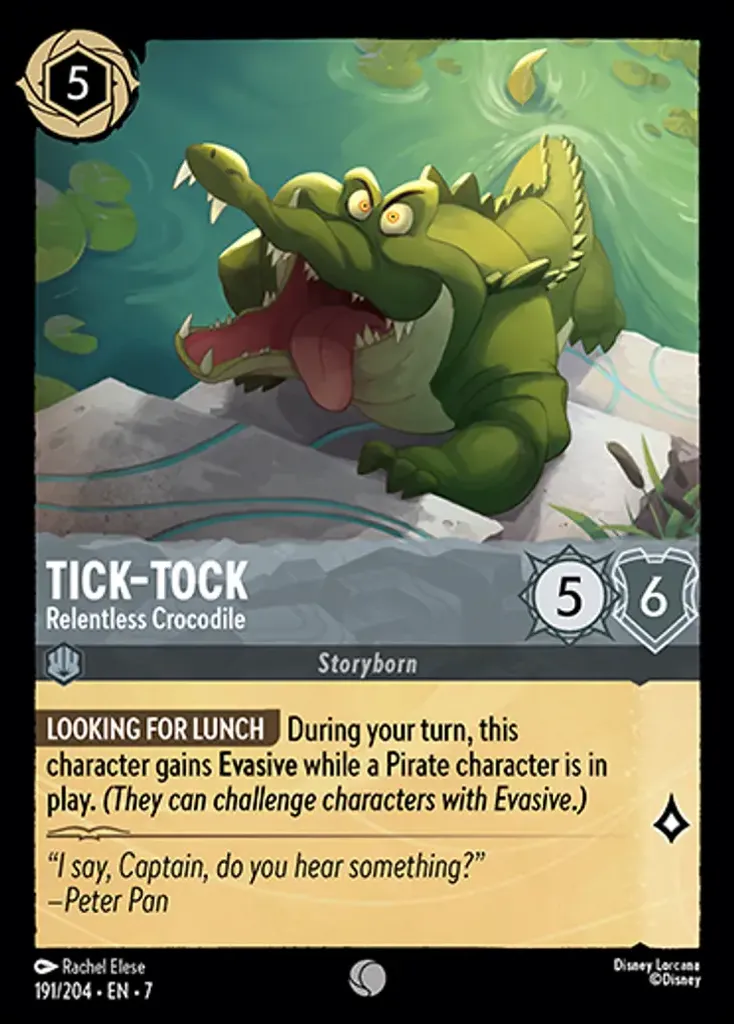 5
TICK-TOCK
Relentless Crocodile
5
6
Storyborn
LOOKING FOR LUNCH During your turn, this
character gains Evasive while a Pirate character is in
play. (They can challenge characters with Evasive.)
“I say, Captain, do you hear something?”
–Peter Pan
Rachel Elese
191/204 • EN • 7
Disney Lorcana
©Disney